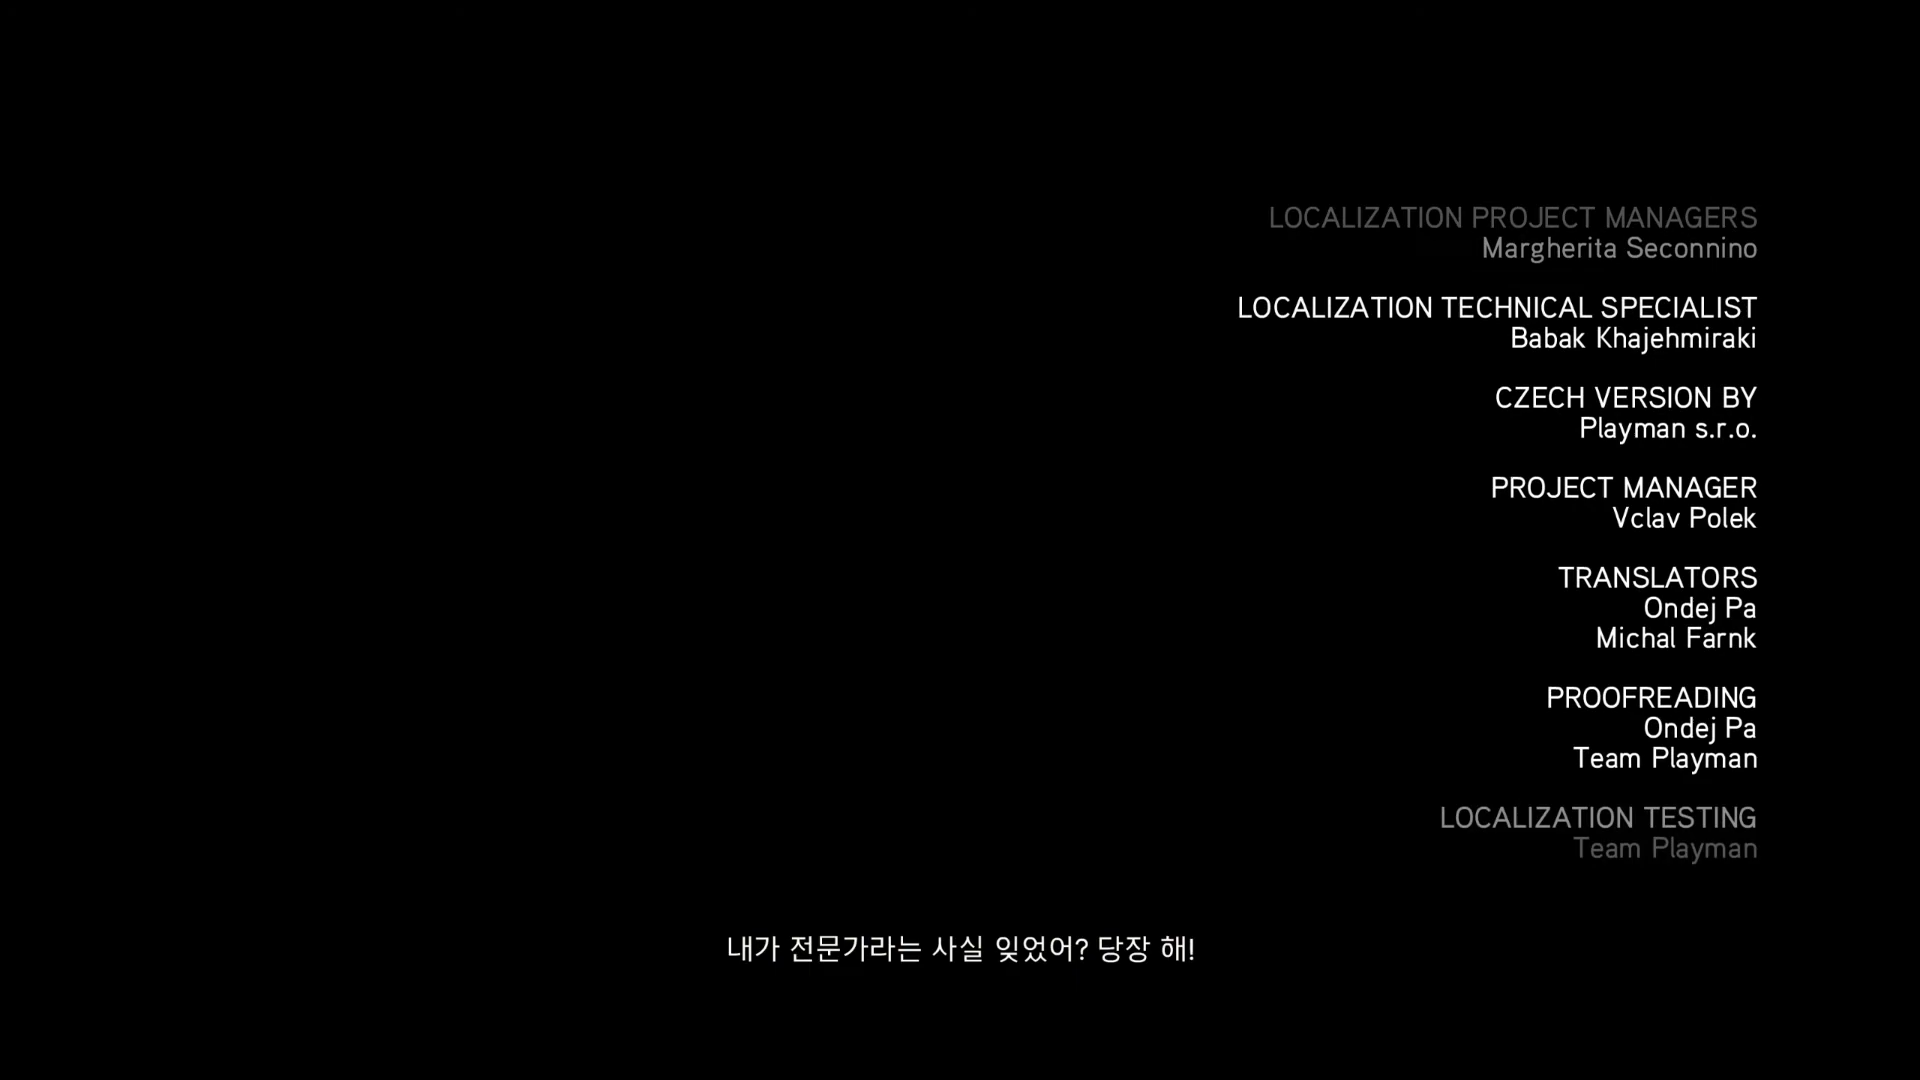 LOCALIZATION PROJECT MANAGERS
Margherita Seconnino
LOCALIZATION TECHNICAL SPECIALIST
Babak Khajehmiraki
CZECH VERSION BY
Playman s.r.o.
PROJECT MANAGER
Vclav Polek
TRANSLATORS
Ondej Pa
Michal Farnk
PROOFREADING
Ondej Pa
Team Playman
LOCALIZATION TESTING
Team Playman
내가 전문가라는 사실 잊었어? 당장 해!